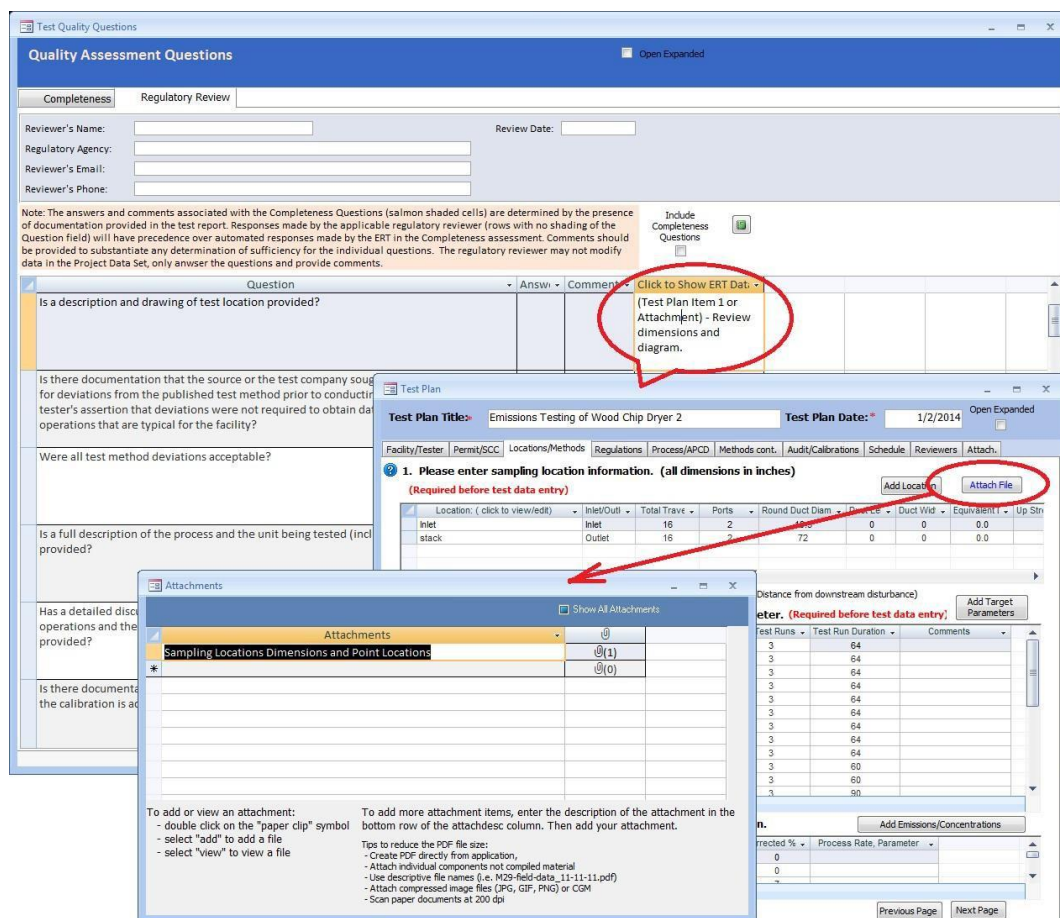 Test Quality Questions
Quality Assessment Questions
Open Expanded
Completeness
Regulatory Review
Reviewer's Name:
Review Date:
Regulatory Agency:
Reviewer's Email:
Reviewer's Phone:
Note: The answers and comments associated with the Completeness Questions (salmon shaded cells) are determined by the presence
of documentation provided in the test report. Responses made by the applicable regulatory reviewer (rows with no shading of the
Question field) will have precedence over automated responses made by the ERT in the Completeness assessment. Comments should
be provided to substantiate any determination of sufficiency for the individual questions. The regulatory reviewer may not modify
data in the Project Data Set, only anwser the questions and provide comments.
Include
Completeness
Questions
Question Answ Comment Click to Show ERT Dat
Is a description and drawing of test location provided?
(Test Plan Item 1 or
Attachment) - Review
dimensions and
diagram.
Is there documentation that the source or the test company soug
for deviations from the published test method prior to conductin
tester's assertion that deviations were not required to obtain dat
operations that are typical for the facility?
Were all test method deviations acceptable?
Is a full description of the process and the unit being tested (incl
provided?
Has a detailed discu
operations and the
provided?
Is there documenta
the calibration is ac
Test Plan
Test Plan Title:* Emissions Testing of Wood Chip Dryer 2 Test Plan Date:* 1/2/2014 Open Expanded
Facility/Tester Permit/SCC Locations/Methods Regulations Process/APCD Methods cont. Audit/Calibrations Schedule Reviewers Attach.
1. Please enter sampling location information. (all dimensions in inches)
(Required before test data entry)
Add Location
Attach File
Location: ( click to view/edit) Inlet/Outl Total Trave Ports Round Duct Diam Duct Le Duct Wid Equivalent Up Stre
Inlet Inlet 16 2 0 0 0.0
stack Outlet 16 2 72 0 0 0.0
Distance from downstream disturbance)
eter. (Required before test data entry)
Add Target
Parameters
Test Runs Test Run Duration Comments
3 64
3 64
3 64
3 64
3 64
3 64
3 64
3 64
3 64
3 60
3 60
3 90
n.
Add Emissions/Concentrations
rrected % Process Rate, Parameter
0
0
Previous Page Next Page
Attachments
Show All Attachments
Attachments
Sampling Locations Dimensions and Point Locations (1)
* (0)
To add or view an attachment:
- double click on the "paper clip" symbol
- select "add" to add a file
- select "view" to view a file
To add more attachment items, enter the description of the attachment in the
bottom row of the attachdesc column. Then add your attachment.
Tips to reduce the PDF file size:
- Create PDF directly from application,
- Attach individual components not compiled material
- Use descriptive file names (i.e. M29-field-data_11-11-11.pdf)
- Attach compressed image files (JPG, GIF, PNG) or CGM
- Scan paper documents at 200 dpi